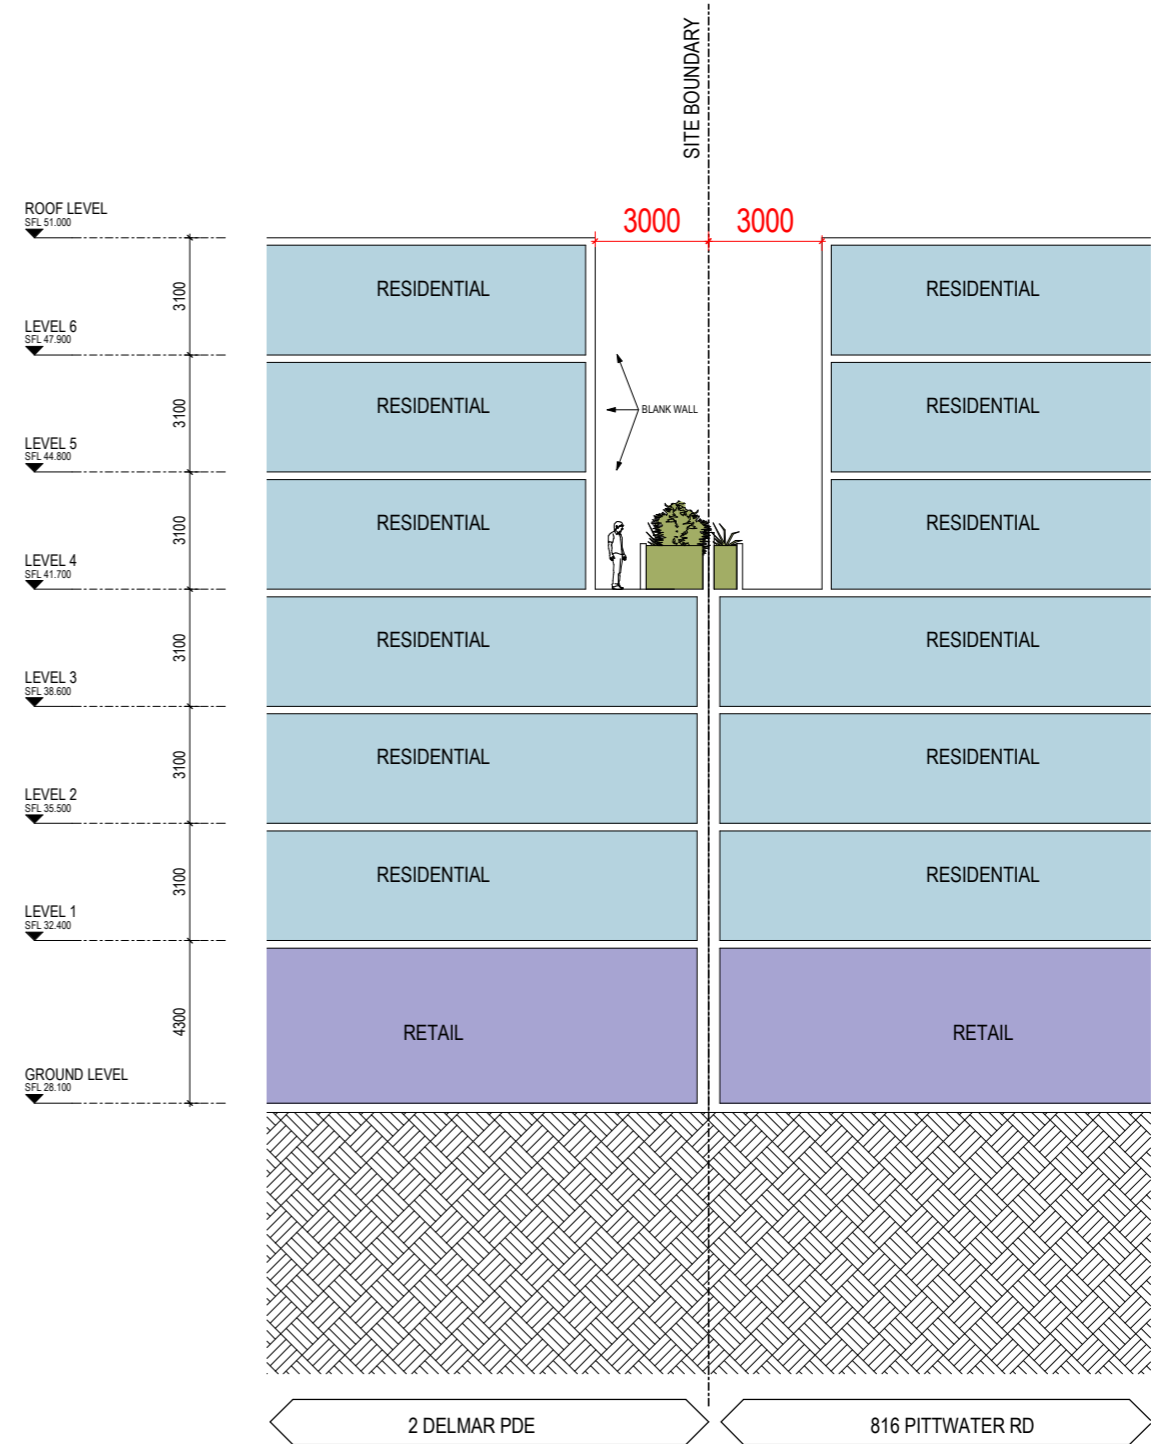 SITE BOUNDARY
ROOF LEVEL
SFL 51.000
3000 3000
3100
RESIDENTIAL RESIDENTIAL
LEVEL 6
SFL 47.900
3100
RESIDENTIAL RESIDENTIAL
BLANK WALL
LEVEL 5
SFL 44.800
3100
RESIDENTIAL RESIDENTIAL
LEVEL 4
SFL 41.700
3100
RESIDENTIAL RESIDENTIAL
LEVEL 3
SFL 38.600
3100
RESIDENTIAL RESIDENTIAL
LEVEL 2
SFL 35.500
3100
RESIDENTIAL RESIDENTIAL
LEVEL 1
SFL 32.400
4300
RETAIL RETAIL
GROUND LEVEL
SFL 28.100
2 DELMAR PDE 816 PITTWATER RD